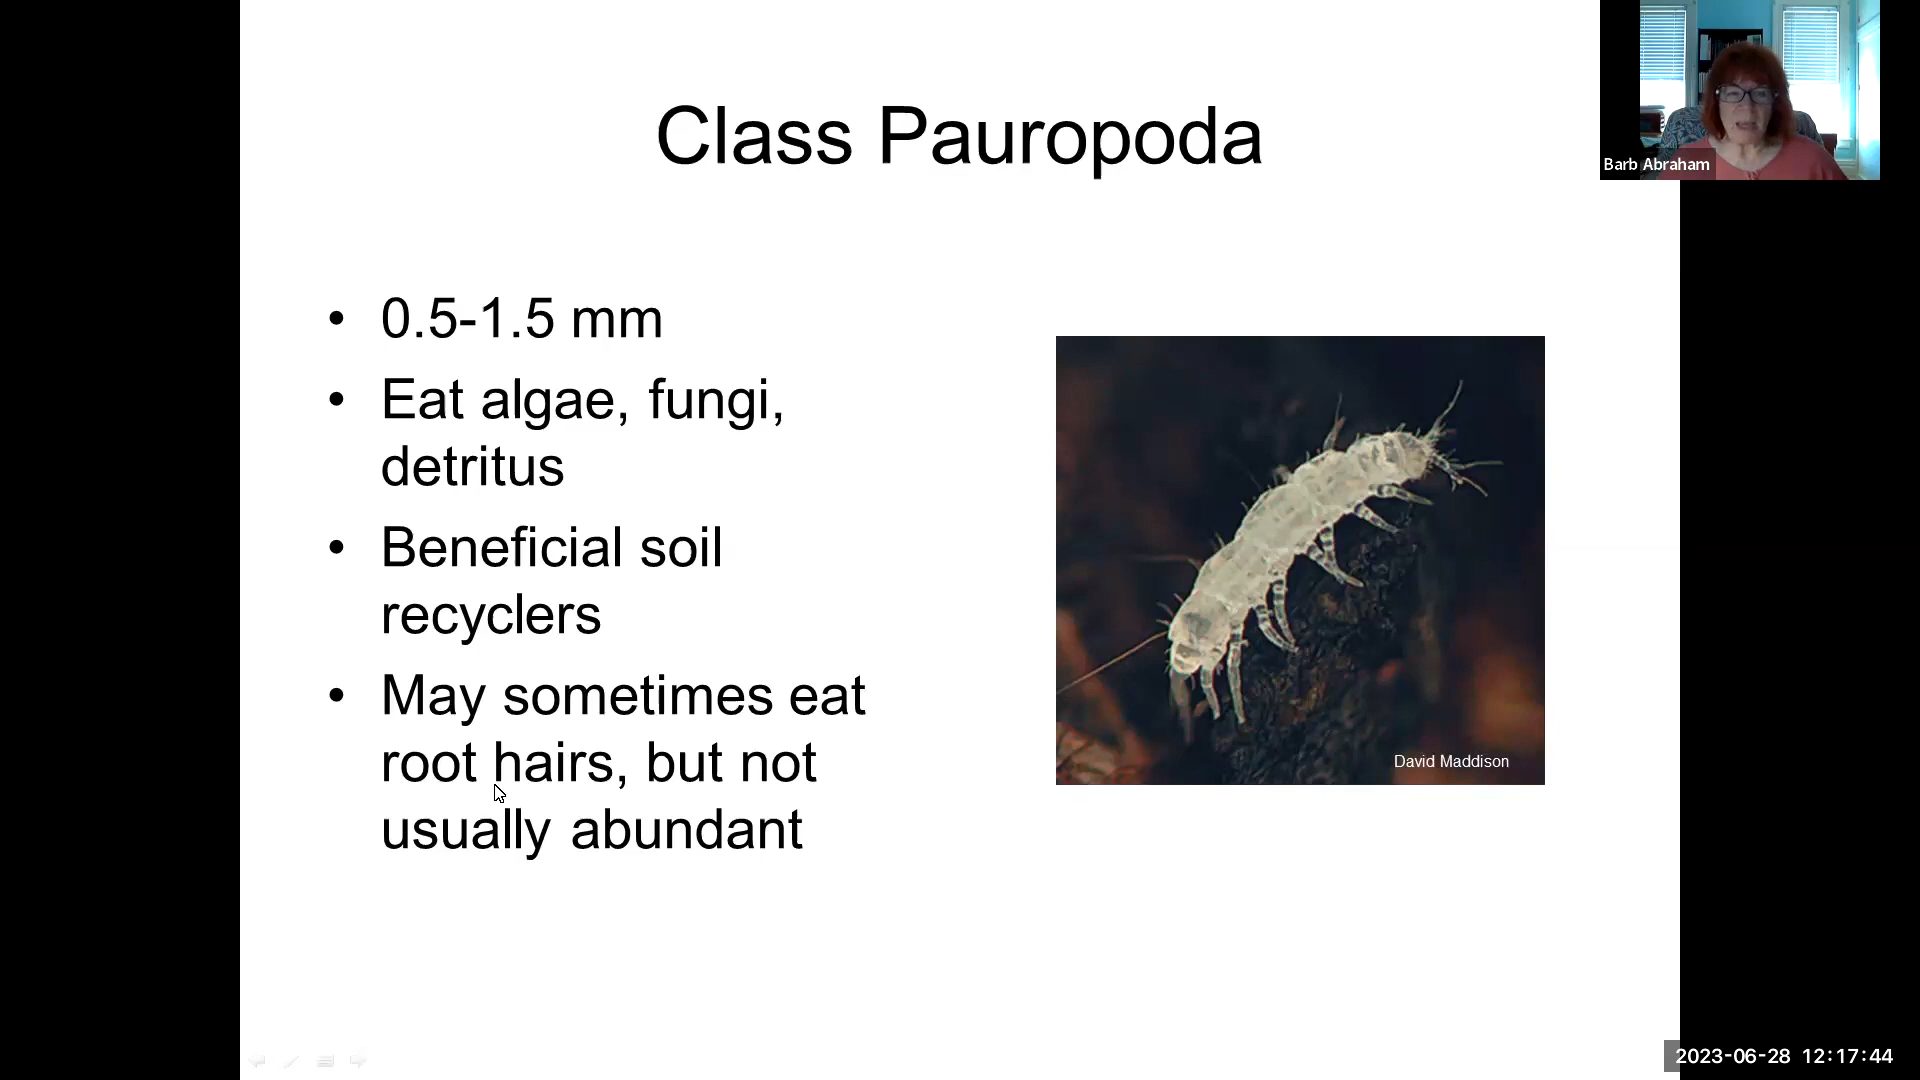 Class Pauropoda
Barb Abraham
• 0.5-1.5 mm
• Eat algae, fungi,
detritus
• Beneficial soil
recyclers
• May sometimes eat
root hairs, but not
usually abundant
David Maddison
2023-06-28 12:17:44